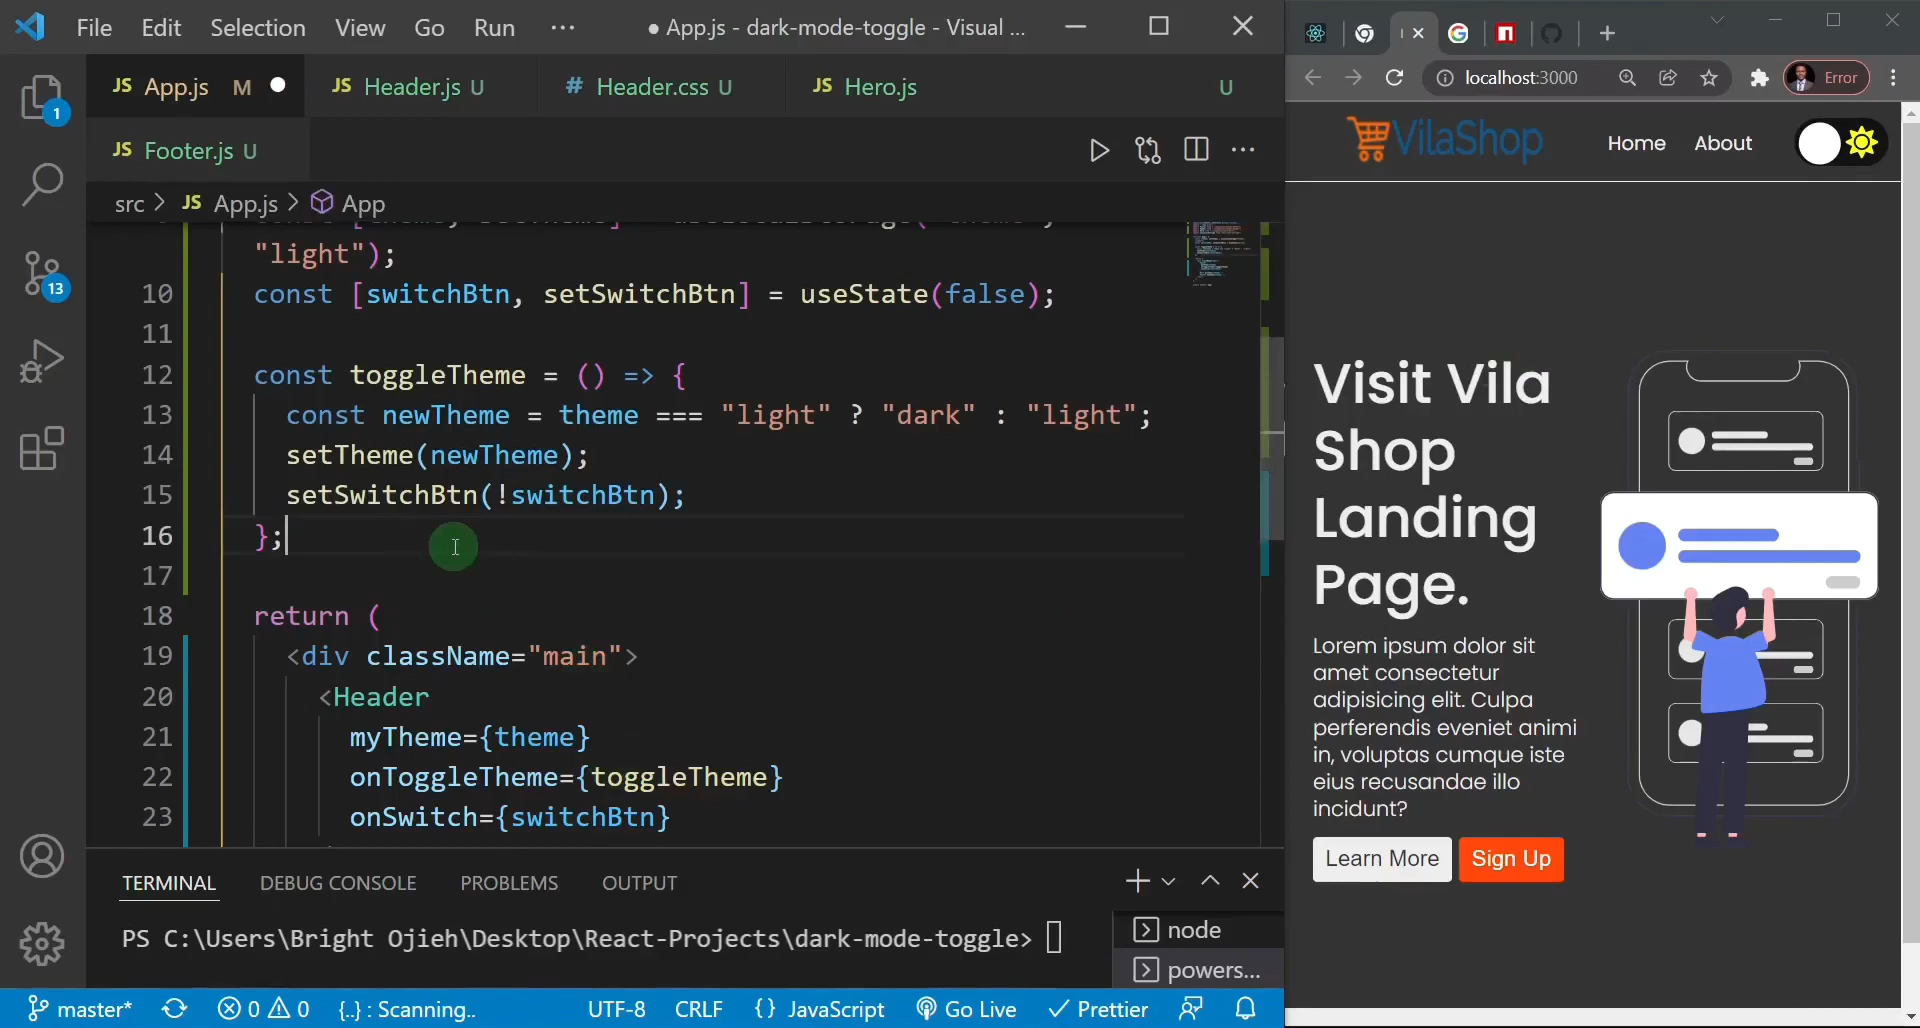 File Edit Selection View Go Run ··· ● App.js - dark-mode-toggle - Visual ...
JS App.js M ● JS Header.js U # Header.css U JS Hero.js U
JS Footer.js U
src > JS App.js > App
"light");
10 const [switchBtn, setSwitchBtn] = useState(false);
11
12 const toggleTheme = () => {
13 const newTheme = theme === "light" ? "dark" : "light";
14 setTheme(newTheme);
15 setSwitchBtn(!switchBtn);
16 };
17
18 return (
19 <div className="main">
20 <Header
21 myTheme={theme}
22 onToggleTheme={toggleTheme}
23 onSwitch={switchBtn}
TERMINAL DEBUG CONSOLE PROBLEMS OUTPUT
PS C:\Users\Bright Ojieh\Desktop\React-Projects\dark-mode-toggle>
node
powers...
1
13
master* 0 0 {..} : Scanning.. UTF-8 CRLF {} JavaScript Go Live Prettier
localhost:3000 Error
VilaShop Home About
Visit Vila
Shop
Landing
Page.
Lorem ipsum dolor sit
amet consectetur
adipisicing elit. Culpa
perferendis eveniet animi
in, voluptas cumque iste
eius recusandae illo
incidunt?
Learn More Sign Up